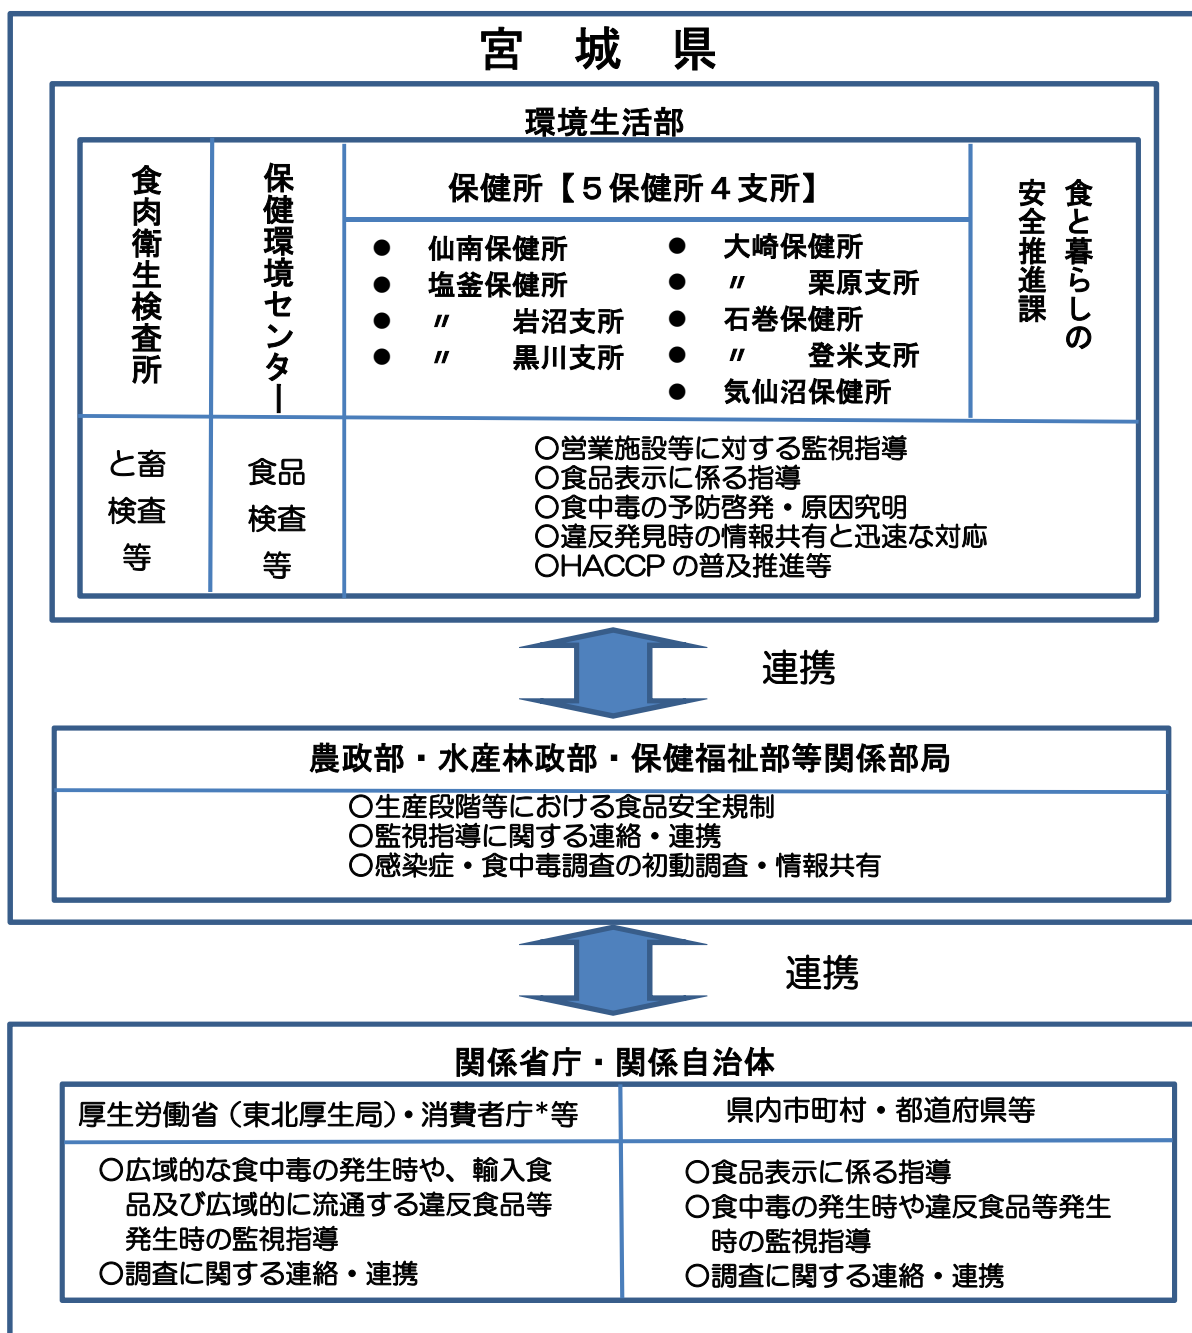 宮 城 県
環境生活部
食肉衛生検査所
保健環境センター
保健所【５保健所４支所】
● 仙南保健所
● 塩釜保健所
● 〃 岩沼支所
● 〃 黒川支所
● 大崎保健所
● 〃 栗原支所
● 石巻保健所
● 〃 登米支所
● 気仙沼保健所
食と暮らしの
安全推進課
と畜
検査
等
食品
検査
等
○営業施設等に対する監視指導
○食品表示に係る指導
○食中毒の予防啓発・原因究明
○違反発見時の情報共有と迅速な対応
○HACCP の普及推進等
連携
農政部・水産林政部・保健福祉部等関係部局
○生産段階等における食品安全規制
○監視指導に関する連絡・連携
○感染症・食中毒調査の初動調査・情報共有
連携
関係省庁・関係自治体
厚生労働省（東北厚生局）・消費者庁*等
○広域的な食中毒の発生時や、輸入食
品及び広域的に流通する違反食品等
発生時の監視指導
○調査に関する連絡・連携
県内市町村・都道府県等
○食品表示に係る指導
○食中毒の発生時や違反食品等発生
時の監視指導
○調査に関する連絡・連携